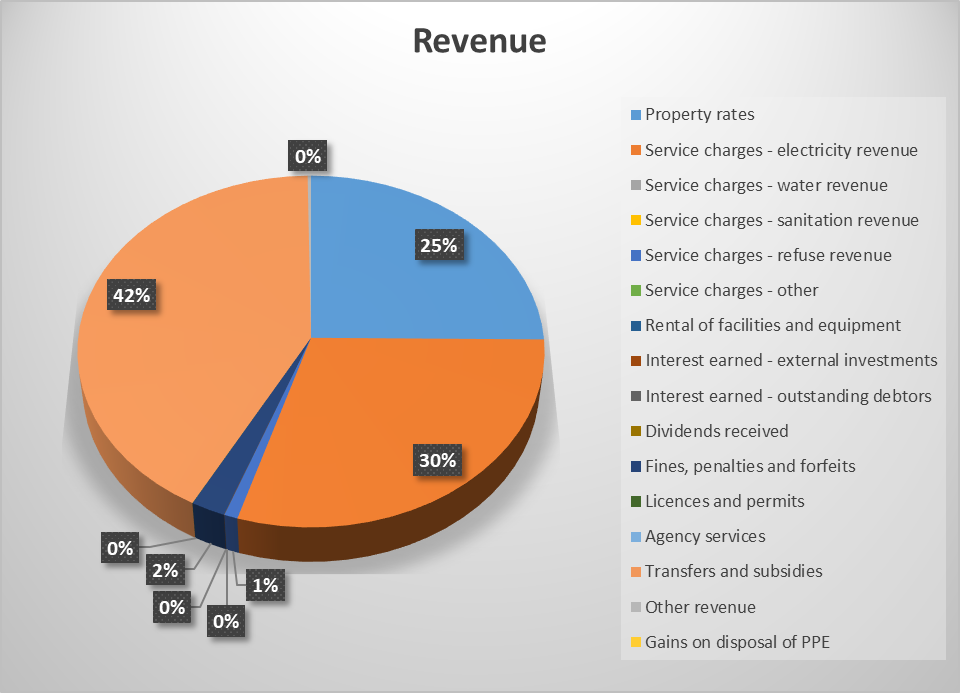 Revenue
0%
25%
42%
30%
0%
2%
1%
0%
0%
Property rates
Service charges - electricity revenue
Service charges - water revenue
Service charges - sanitation revenue
Service charges - refuse revenue
Service charges - other
Rental of facilities and equipment
Interest earned - external investments
Interest earned - outstanding debtors
Dividends received
Fines, penalties and forfeits
Licences and permits
Agency services
Transfers and subsidies
Other revenue
Gains on disposal of PPE